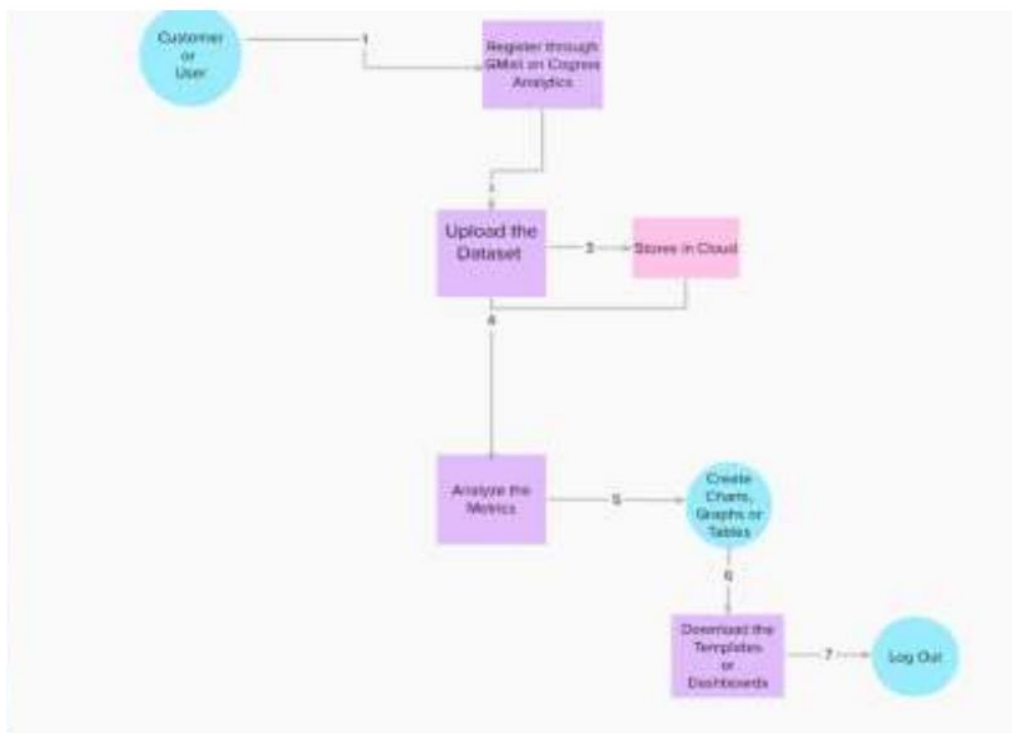 Customer
or
User
1
Register through
GMail on Cognos
Analytics
Upload the
Dataset
3
Stores in Cloud
4
Analyze the
Metrics
5
Create
Charts,
Graphs or
Tables
6
Download the
Templates
or
Dashboards
7
Log Out